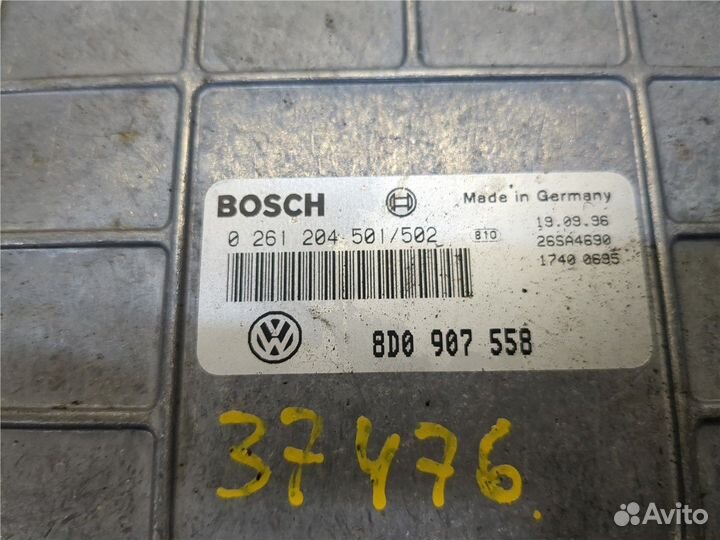 BOSCH
Made in Germany
0 261 204 501/502
B10
19.09.96
26SA4690
1740 0695
8D0 907 558
37476.
Avito